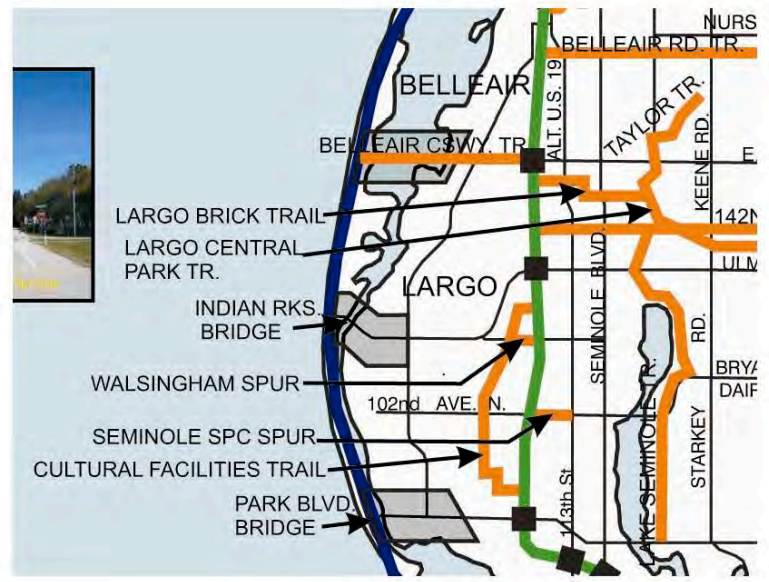 NURS
BELLEAIR RD. TR.
BELLEAIR
ALT. U.S. 19
TAYLOR TR.
KEENE RD.
BELLEAIR CSWY. TR.
E.
LARGO BRICK TRAIL
142N
LARGO CENTRAL
PARK TR.
ULM
LARGO
SEMINOLE BLVD.
INDIAN RKS.
BRIDGE
RD.
STARKEY
BRYA
DAIR
WALSINGHAM SPUR
102nd AVE. N.
LAKE SEMINOLE TR.
SEMINOLE SPC SPUR
CULTURAL FACILITIES TRAIL
113th St
PARK BLVD.
BRIDGE